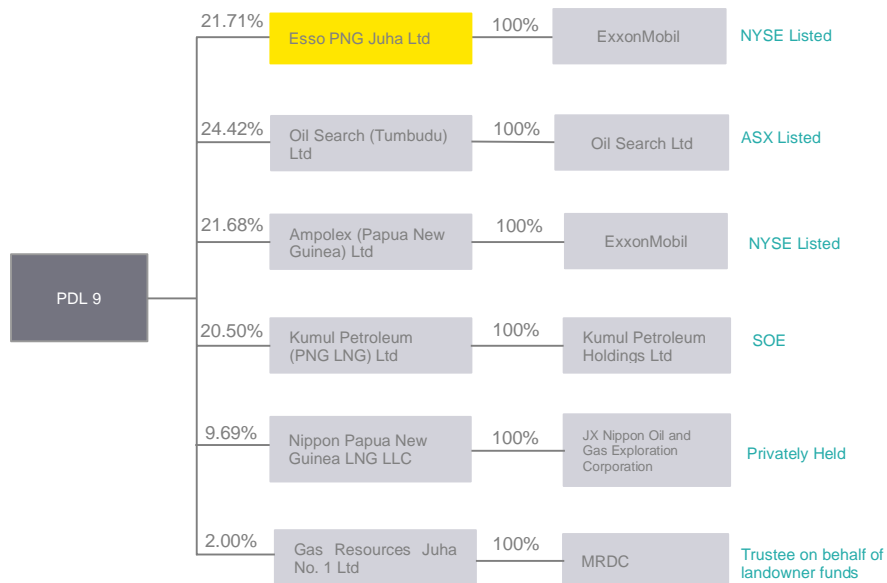 21.71%
Esso PNG Juha Ltd
100%
ExxonMobil
NYSE Listed
24.42%
Oil Search (Tumbudu)
Ltd
100%
Oil Search Ltd
ASX Listed
21.68%
Ampolex (Papua New
Guinea) Ltd
100%
ExxonMobil
NYSE Listed
PDL 9
20.50%
Kumul Petroleum
(PNG LNG) Ltd
100%
Kumul Petroleum
Holdings Ltd
SOE
9.69%
Nippon Papua New
Guinea LNG LLC
100%
JX Nippon Oil and
Gas Exploration
Corporation
Privately Held
2.00%
Gas Resources Juha
No. 1 Ltd
100%
MRDC
Trustee on behalf of
landowner funds